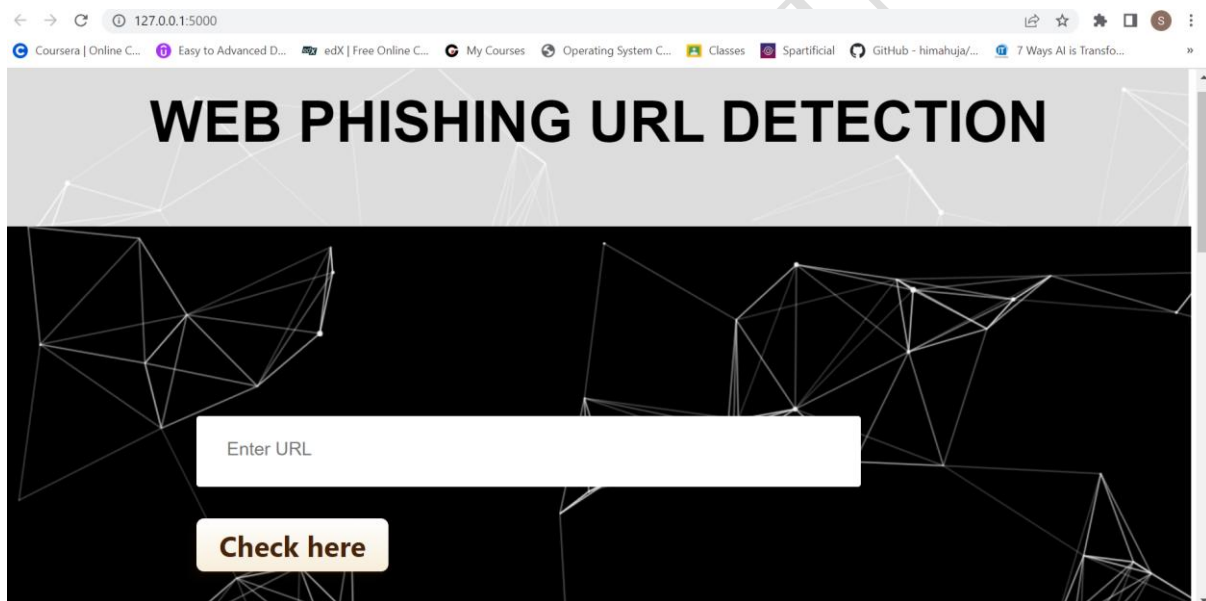 127.0.0.1:5000
S
Coursera | Online C... Easy to Advanced D... edX | Free Online C... My Courses Operating System C... Classes Spartificial GitHub - himahuja/... 7 Ways AI is Transfo... »
WEB PHISHING URL DETECTION
Enter URL
Check here